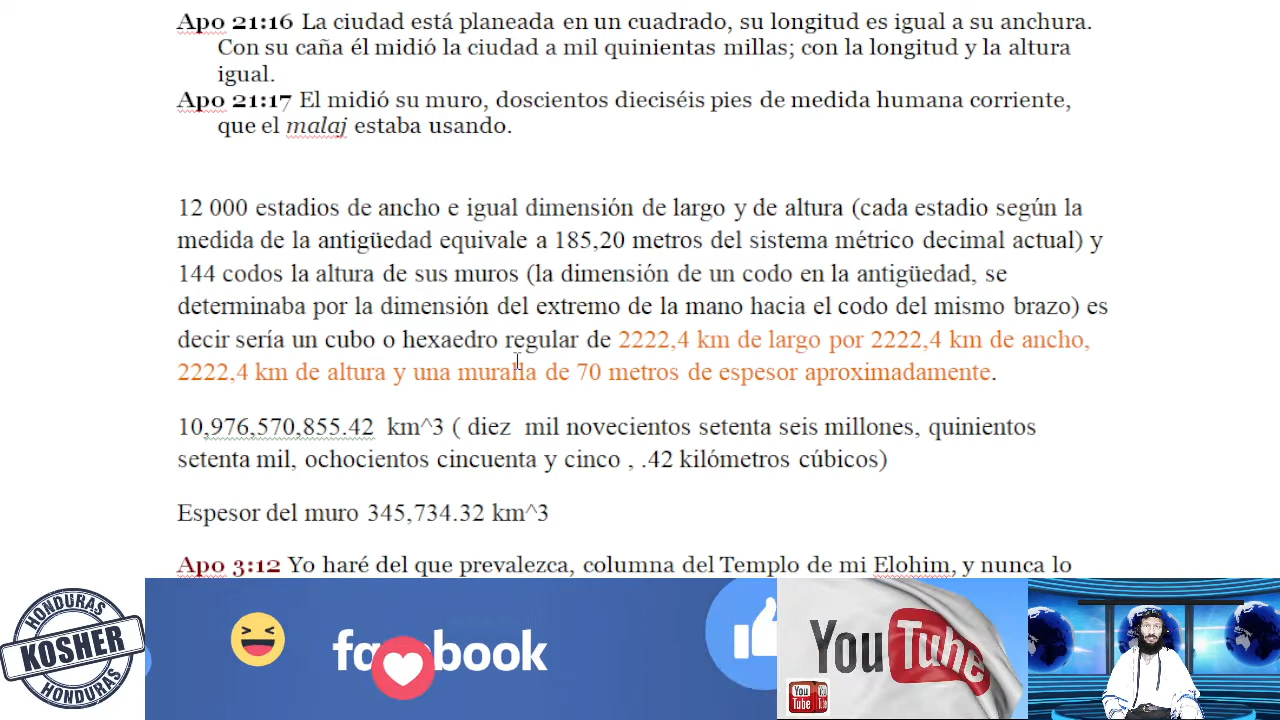 Apo 21:16 La ciudad está planeada en un cuadrado, su longitud es igual a su anchura.
Con su caña él midió la ciudad a mil quinientas millas; con la longitud y la altura
igual.
Apo 21:17 El midió su muro, doscientos dieciséis pies de medida humana corriente,
que el malaj estaba usando.
12 000 estadios de ancho e igual dimensión de largo y de altura (cada estadio según la
medida de la antigüedad equivale a 185,20 metros del sistema métrico decimal actual) y
144 codos la altura de sus muros (la dimensión de un codo en la antigüedad, se
determinaba por la dimensión del extremo de la mano hacia el codo del mismo brazo) es
decir sería un cubo o hexaedro regular de 2222,4 km de largo por 2222,4 km de ancho,
2222,4 km de altura y una muralla de 70 metros de espesor aproximadamente.
10,976,570,855.42 km^3 ( diez mil novecientos setenta seis millones, quinientos
setenta mil, ochocientos cincuenta y cinco , .42 kilómetros cúbicos)
Espesor del muro 345,734.32 km^3
Apo 3:12 Yo haré del que prevalezca, columna del Templo de mi Elohim, y nunca lo
HONDURAS
KOSHER
HONDURAS
facebook
YouTube
YouTube